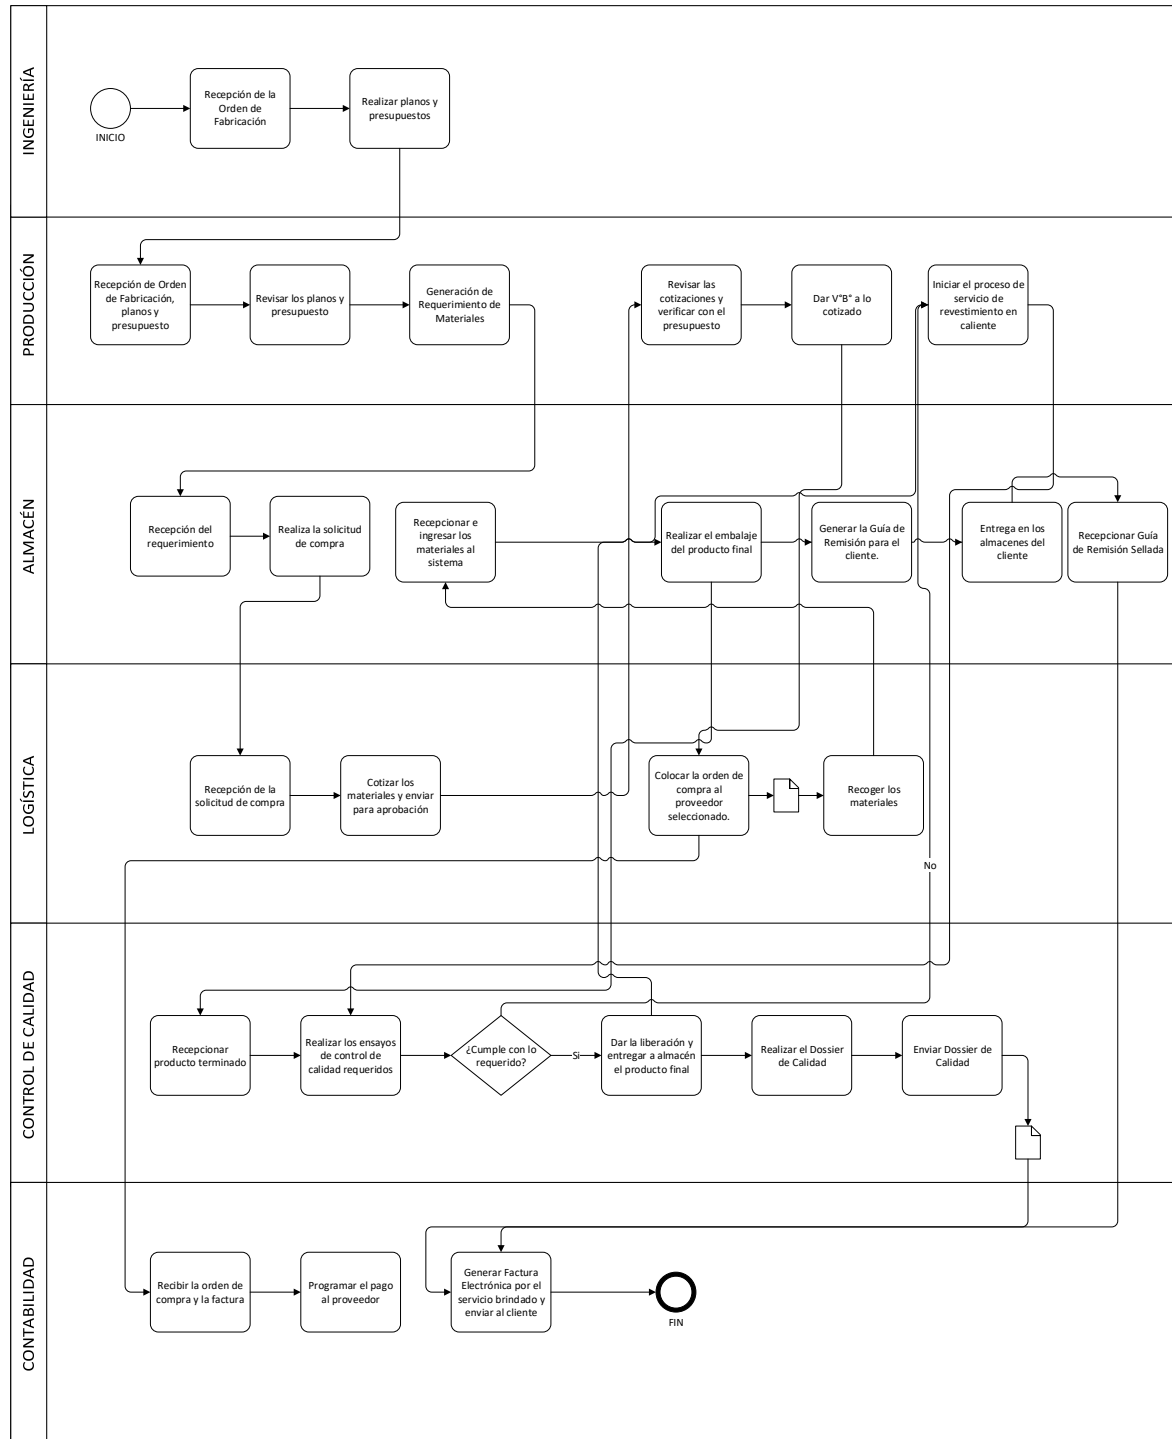 INGENIERÍA
INICIO
Recepción de la
Orden de
Fabricación
Realizar planos y
presupuestos
PRODUCCIÓN
Recepción de Orden
de Fabricación,
planos y
presupuesto
Revisar los planos y
presupuesto
Generación de
Requerimiento de
Materiales
Revisar las
cotizaciones y
verificar con el
presupuesto
Dar V°B° a lo
cotizado
Iniciar el proceso de
servicio de
revestimiento en
caliente
ALMACÉN
Recepción del
requerimiento
Realiza la solicitud
de compra
Recepcionar e
ingresar los
materiales al
sistema
Realizar el embalaje
del producto final
Generar la Guía de
Remisión para el
cliente.
Entrega en los
almacenes del
cliente
Recepcionar Guía
de Remisión Sellada
LOGÍSTICA
Recepción de la
solicitud de compra
Cotizar los
materiales y enviar
para aprobación
Colocar la orden de
compra al
proveedor
seleccionado.
Recoger los
materiales
No
CONTROL DE CALIDAD
Recepcionar
producto terminado
Realizar los ensayos
de control de
calidad requeridos
¿Cumple con lo
requerido?
Si
Dar la liberación y
entregar a almacén
el producto final
Realizar el Dossier
de Calidad
Enviar Dossier de
Calidad
CONTABILIDAD
Recibir la orden de
compra y la factura
Programar el pago
al proveedor
Generar Factura
Electrónica por el
servicio brindado y
enviar al cliente
FIN